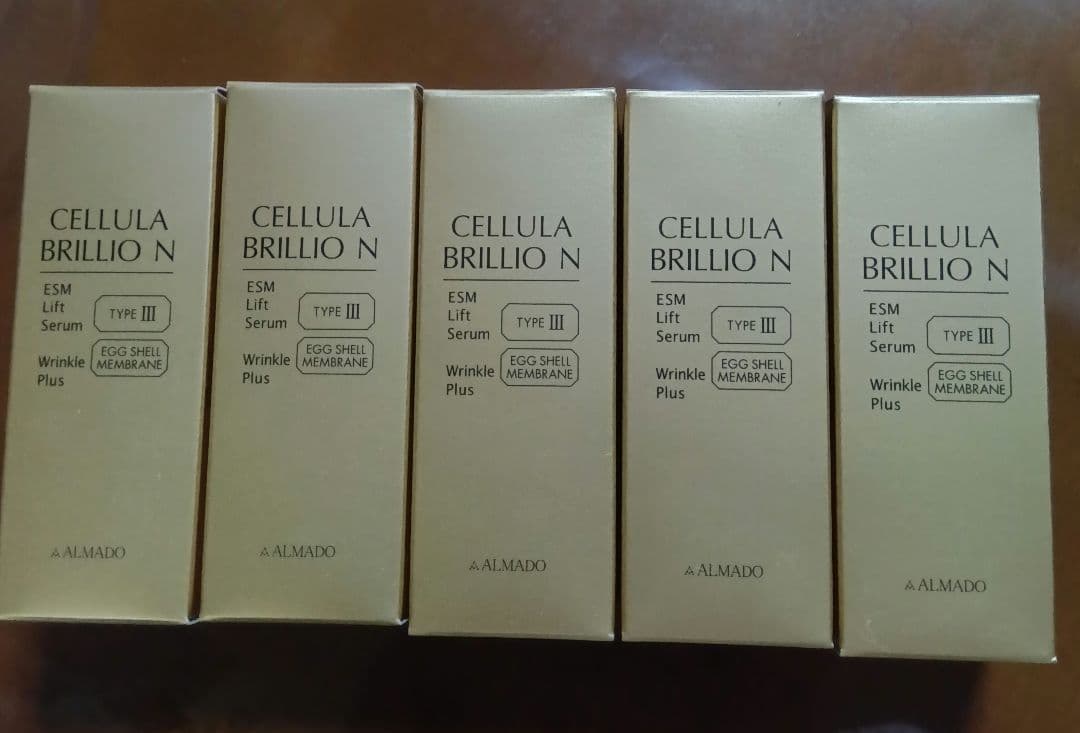 CELLULA
BRILLIO N
ESM
Lift
Serum
TYPE III
Wrinkle
Plus
EGG SHELL
MEMBRANE
ALMADO
CELLULA
BRILLIO N
ESM
Lift
Serum
TYPE III
Wrinkle
Plus
EGG SHELL
MEMBRANE
ALMADO
CELLULA
BRILLIO N
ESM
Lift
Serum
TYPE III
Wrinkle
Plus
EGG SHELL
MEMBRANE
ALMADO
CELLULA
BRILLIO N
ESM
Lift
Serum
TYPE III
Wrinkle
Plus
EGG SHELL
MEMBRANE
ALMADO
CELLULA
BRILLIO N
ESM
Lift
Serum
TYPE III
Wrinkle
Plus
EGG SHELL
MEMBRANE
ALMADO